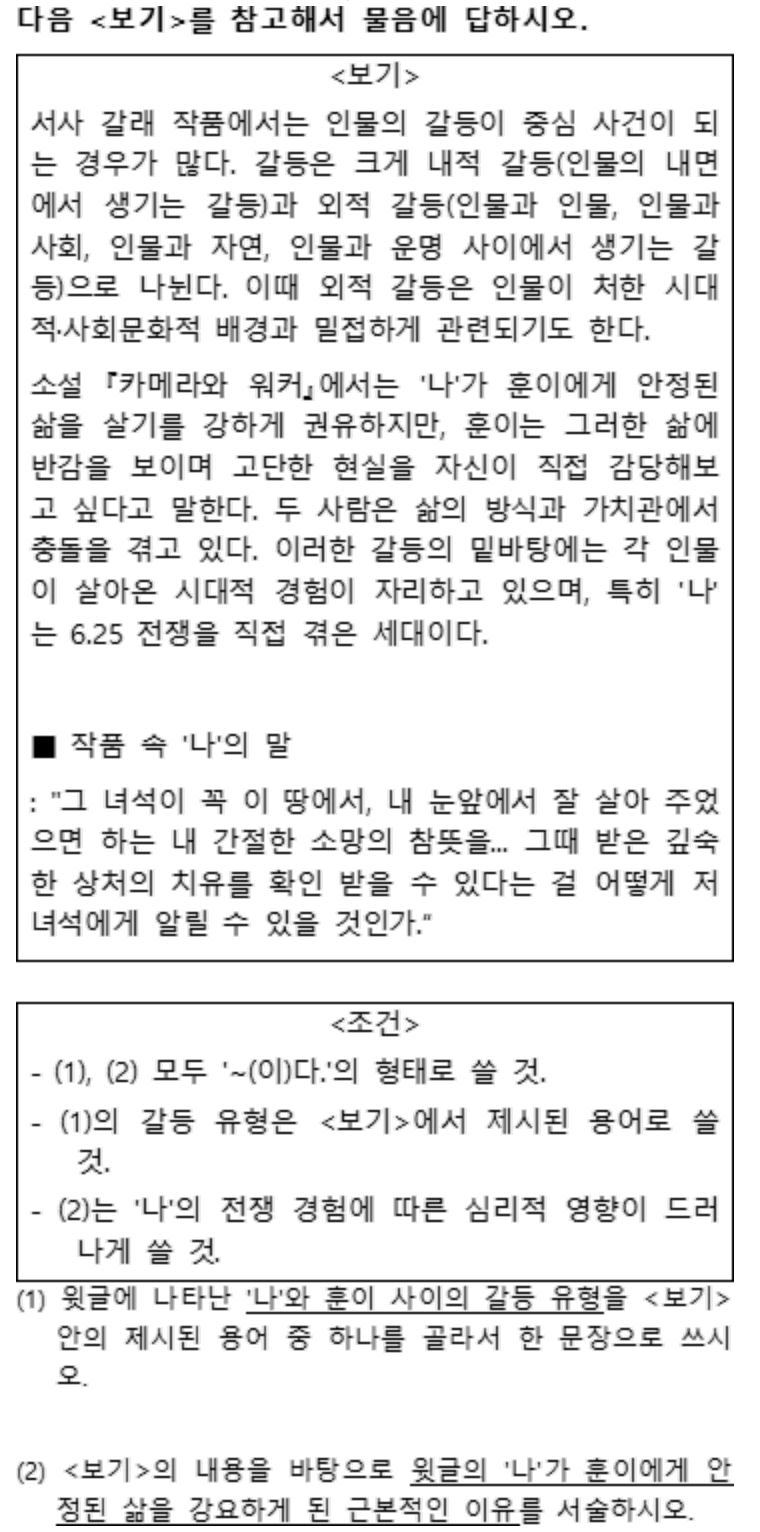 다음 <보기>를 참고해서 물음에 답하시오.
<보기>
서사 갈래 작품에서는 인물의 갈등이 중심 사건이 되
는 경우가 많다. 갈등은 크게 내적 갈등(인물의 내면
에서 생기는 갈등)과 외적 갈등(인물과 인물, 인물과
사회, 인물과 자연, 인물과 운명 사이에서 생기는 갈
등)으로 나뉜다. 이때 외적 갈등은 인물이 처한 시대
적·사회문화적 배경과 밀접하게 관련되기도 한다.
소설 『카메라와 워커』에서는 '나'가 훈이에게 안정된
삶을 살기를 강하게 권유하지만, 훈이는 그러한 삶에
반감을 보이며 고단한 현실을 자신이 직접 감당해보
고 싶다고 말한다. 두 사람은 삶의 방식과 가치관에서
충돌을 겪고 있다. 이러한 갈등의 밑바탕에는 각 인물
이 살아온 시대적 경험이 자리하고 있으며, 특히 '나'
는 6.25 전쟁을 직접 겪은 세대이다.
■ 작품 속 '나'의 말
: "그 녀석이 꼭 이 땅에서, 내 눈앞에서 잘 살아 주었
으면 하는 내 간절한 소망의 참뜻을... 그때 받은 깊숙
한 상처의 치유를 확인 받을 수 있다는 걸 어떻게 저
녀석에게 알릴 수 있을 것인가."
<조건>
- (1), (2) 모두 '~(이)다.'의 형태로 쓸 것.
- (1)의 갈등 유형은 <보기>에서 제시된 용어로 쓸
것.
- (2)는 '나'의 전쟁 경험에 따른 심리적 영향이 드러
나게 쓸 것.
(1) 윗글에 나타난 '나'와 훈이 사이의 갈등 유형을 <보기>
안의 제시된 용어 중 하나를 골라서 한 문장으로 쓰시
오.
(2) <보기>의 내용을 바탕으로 윗글의 '나'가 훈이에게 안
정된 삶을 강요하게 된 근본적인 이유를 서술하시오.